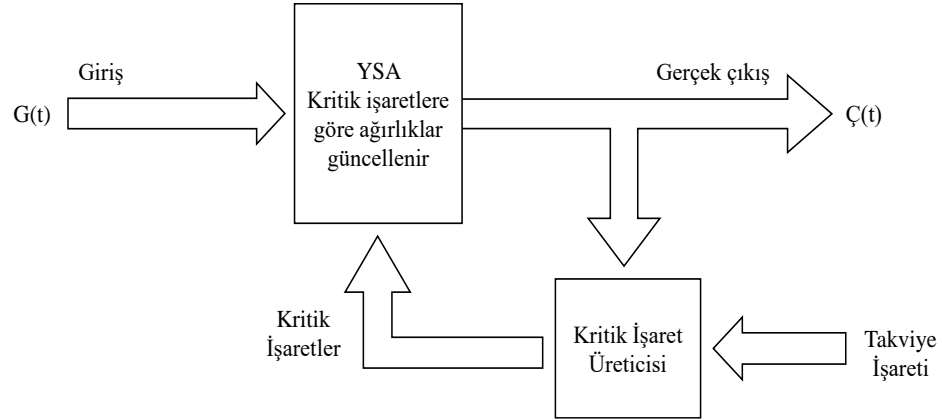 G(t)
Giriş
YSA
Kritik işaretlere
göre ağırlıklar
güncellenir
Gerçek çıkış
Ç(t)
Kritik
İşaretler
Kritik İşaret
Üreticisi
Takviye
İşareti